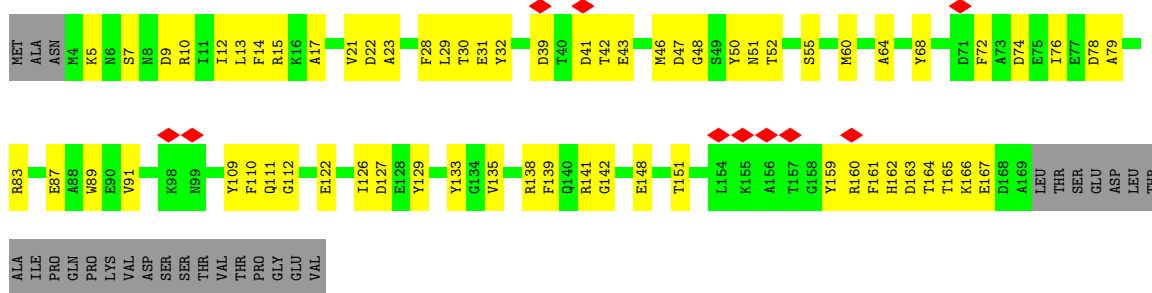 MET ALA ASN M4 K5 N6 S7 N8 D9 R10 I11 I12 L13 F14 R15 K16 A17 V21 D22 A23 F28 L29 T30 E31 Y32 D39 T40 D41 T42 E43 M46 D47 G48 S49 Y50 N51 T52 S55 M60 A64 Y68 D71 F72 A73 D74 E75 I76 E77 D78 A79
R83 E87 A88 W89 E90 V91 K98 N99 Y109 F110 Q111 G112 E122 I126 D127 E128 Y129 Y133 G134 V135 R138 F139 Q140 R141 G142 E148 T151 L154 K155 A156 T157 G158 Y159 R160 F161 H162 D163 T164 T165 K166 E167 D168 A169 LEU THR SER GLU ASP LEU THR
ALA ILE PRO GLN PRO LYS VAL ASP SER SER THR VAL THR PRO GLY GLU VAL